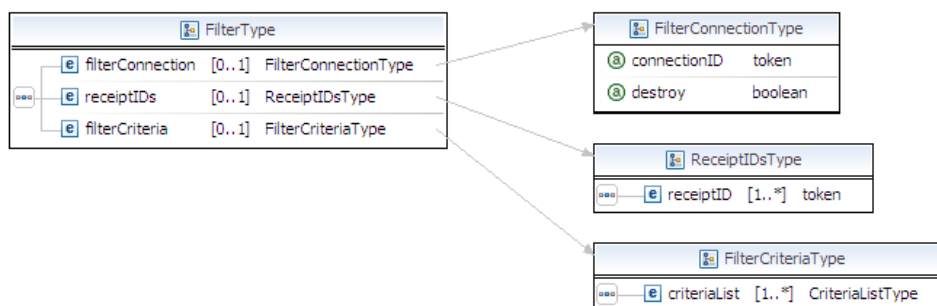 FilterType
e filterConnection [0..1] FilterConnectionType
e receiptIDs [0..1] ReceiptIDsType
e filterCriteria [0..1] FilterCriteriaType
FilterConnectionType
a connectionID token
a destroy boolean
ReceiptIDsType
e receiptID [1..*] token
FilterCriteriaType
e criteriaList [1..*] CriteriaListType